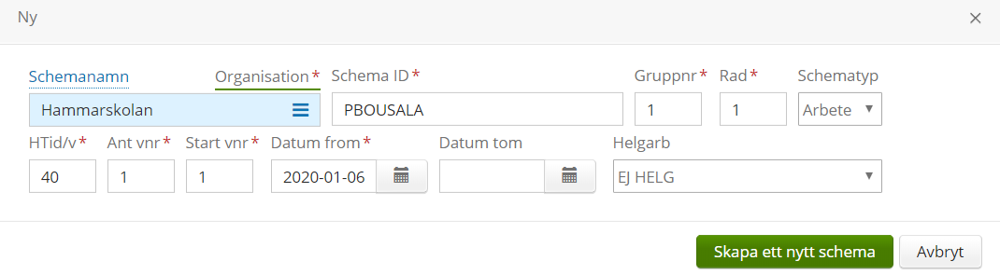 Ny
Schemanamn Organisation* Schema ID* Gruppnr* Rad* Schematyp
Hammarskolan PBOUSALA 1 1 Arbete
HTid/v* Ant vnr* Start vnr* Datum from* Datum tom Helgarb
40 1 1 2020-01-06 EJ HELG
Skapa ett nytt schema Avbryt